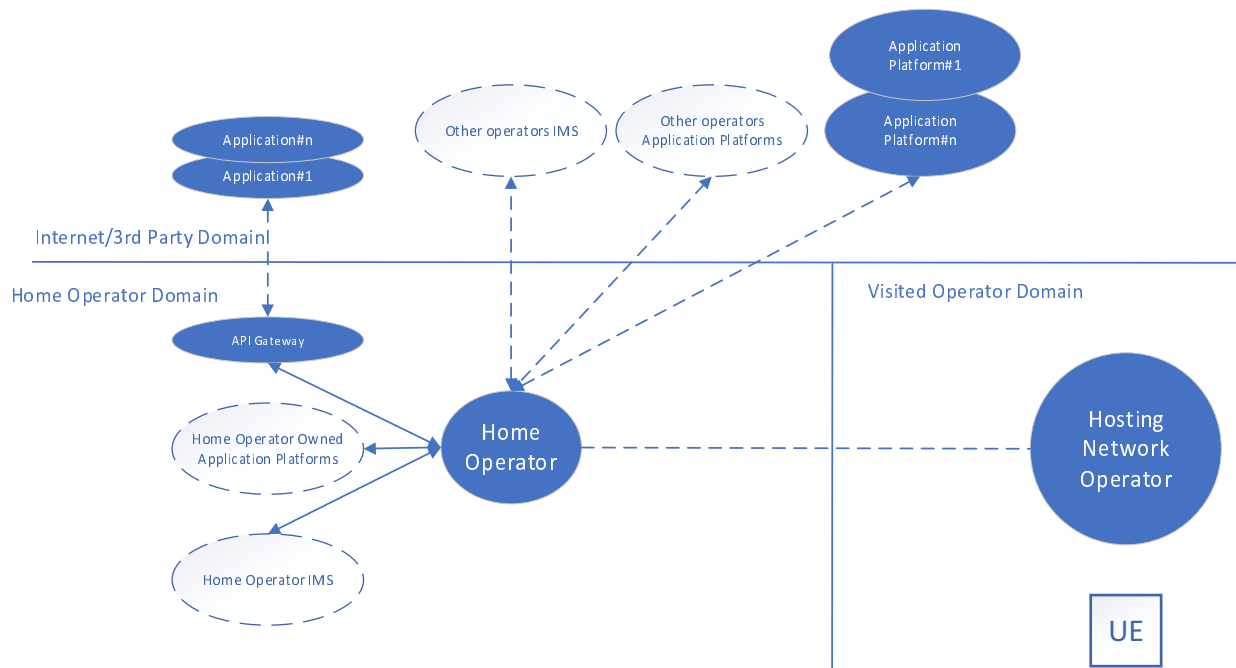 Application
Platform#1
Application
Platform#n
Other operators IMS
Other operators
Application Platforms
Application#n
Application#1
Internet/3rd Party Domain
Home Operator Domain
Visited Operator Domain
API Gateway
Home Operator Owned
Application Platforms
Home Operator IMS
Home
Operator
Hosting
Network
Operator
UE